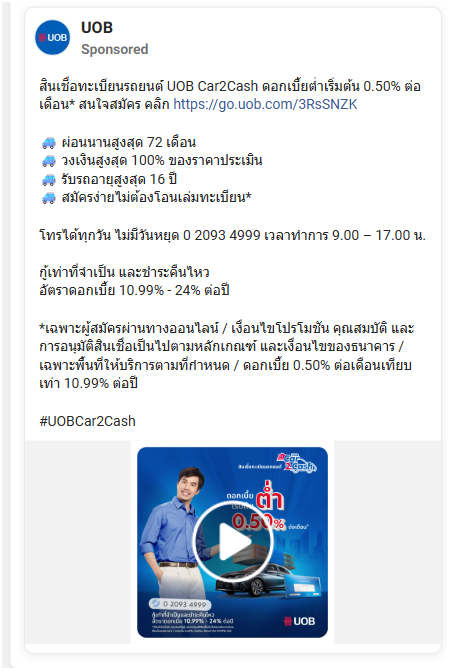 UOB
UOB
Sponsored
สินเชื่อทะเบียนรถยนต์ UOB Car2Cash ดอกเบี้ยต่ำเริ่มต้น 0.50% ต่อ
เดือน* สนใจสมัคร คลิก https://go.uob.com/3RsSNZK
🚙 ผ่อนนานสูงสุด 72 เดือน
🚙 วงเงินสูงสุด 100% ของราคาประเมิน
🚙 รับรถอายุสูงสุด 16 ปี
🚙 สมัครง่ายไม่ต้องโอนเล่มทะเบียน*
โทรได้ทุกวัน ไม่มีวันหยุด 0 2093 4999 เวลาทำการ 9.00 – 17.00 น.
กู้เท่าที่จำเป็น และชำระคืนไหว
อัตราดอกเบี้ย 10.99% - 24% ต่อปี
*เฉพาะผู้สมัครผ่านทางออนไลน์ / เงื่อนไขโปรโมชัน คุณสมบัติ และ
การอนุมัติสินเชื่อเป็นไปตามหลักเกณฑ์ และเงื่อนไขของธนาคาร /
เฉพาะพื้นที่ให้บริการตามที่กำหนด / ดอกเบี้ย 0.50% ต่อเดือนเทียบ
เท่า 10.99% ต่อปี
#UOBCar2Cash
Car2Cash
สินเชื่อทะเบียนรถยนต์
ดอกเบี้ย ต่ำ
0.50% ต่อเดือน*
0 2093 4999
กู้เท่าที่จำเป็นและชำระคืนไหว
อัตราดอกเบี้ย 10.99% - 24% ต่อปี
UOB